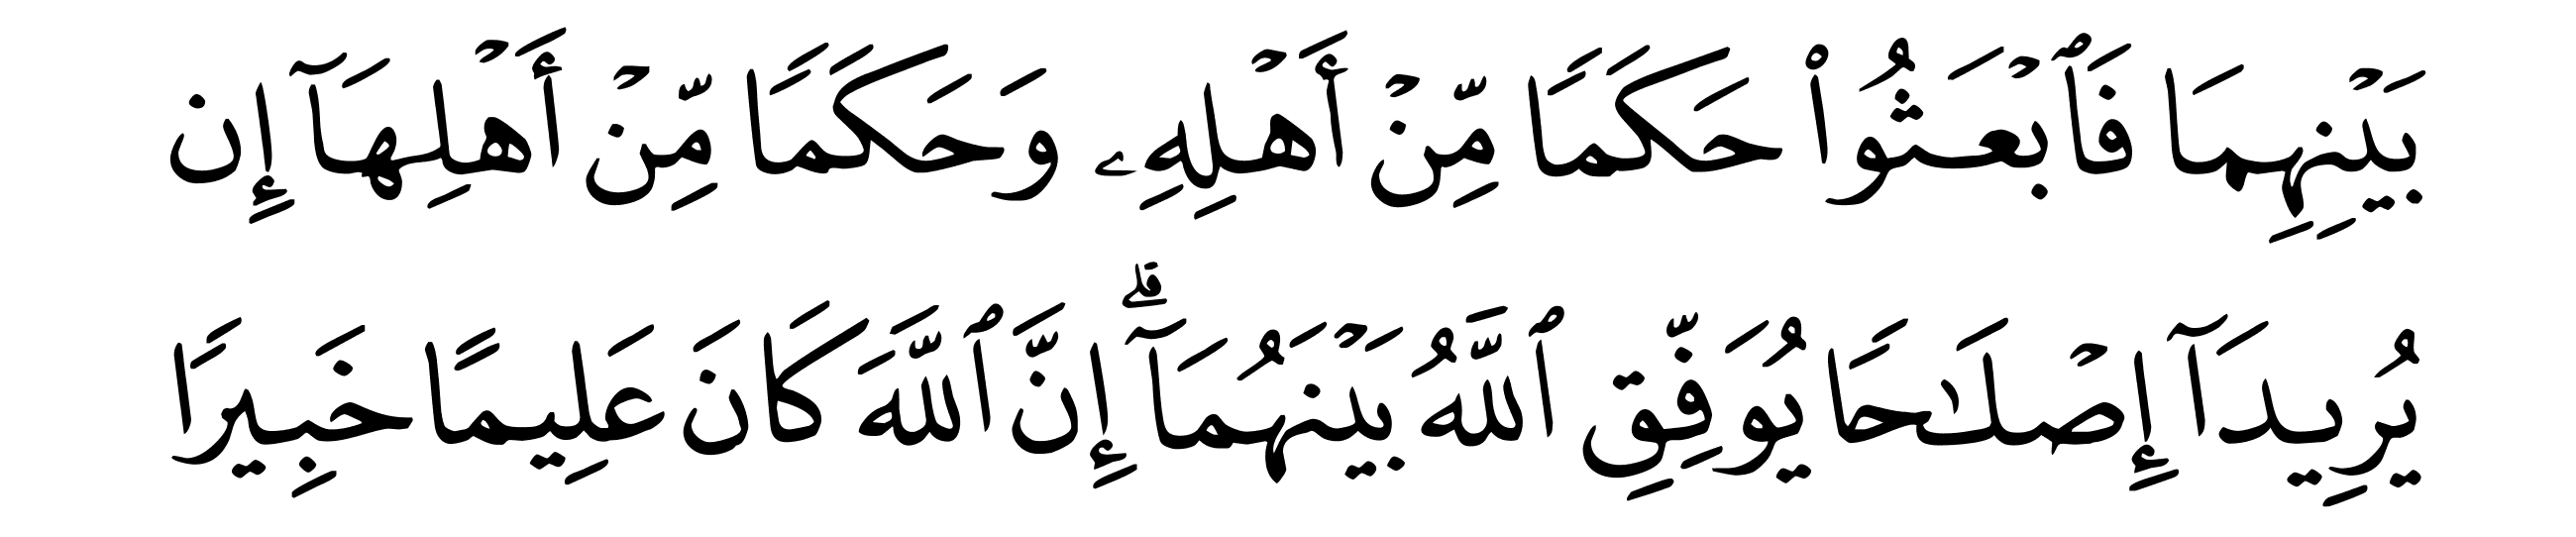 بَيۡنِهِمَا فَٱبۡعَثُواْ حَكَمٗا مِّنۡ أَهۡلِهِۦ وَحَكَمٗا مِّنۡ أَهۡلِهَآ إِن
يُرِيدَآ إِصۡلَٰحٗا يُوَفِّقِ ٱللَّهُ بَيۡنَهُمَآۗ إِنَّ ٱللَّهَ كَانَ عَلِيمًا خَبِيرٗا